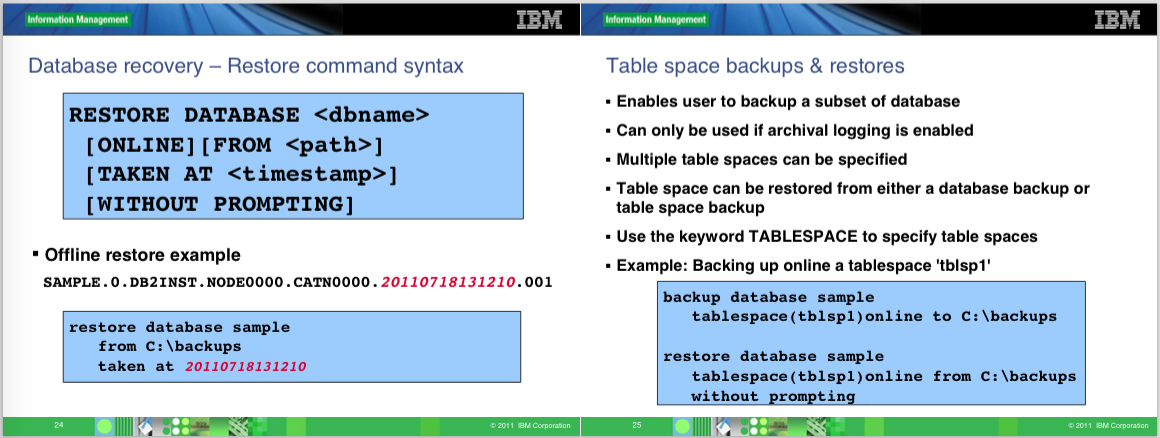 Information Management
IBM
Database recovery – Restore command syntax
RESTORE DATABASE <dbname>
[ONLINE][FROM <path>]
[TAKEN AT <timestamp>]
[WITHOUT PROMPTING]
▪ Offline restore example
SAMPLE.0.DB2INST.NODE0000.CATN0000.20110718131210.001
restore database sample
from C:\backups
taken at 20110718131210
24
© 2011 IBM Corporation
Information Management
IBM
Table space backups & restores
▪ Enables user to backup a subset of database
▪ Can only be used if archival logging is enabled
▪ Multiple table spaces can be specified
▪ Table space can be restored from either a database backup or
table space backup
▪ Use the keyword TABLESPACE to specify table spaces
▪ Example: Backing up online a tablespace 'tblsp1'
backup database sample
tablespace(tblsp1)online to C:\backups
restore database sample
tablespace(tblsp1)online from C:\backups
without prompting
25
© 2011 IBM Corporation